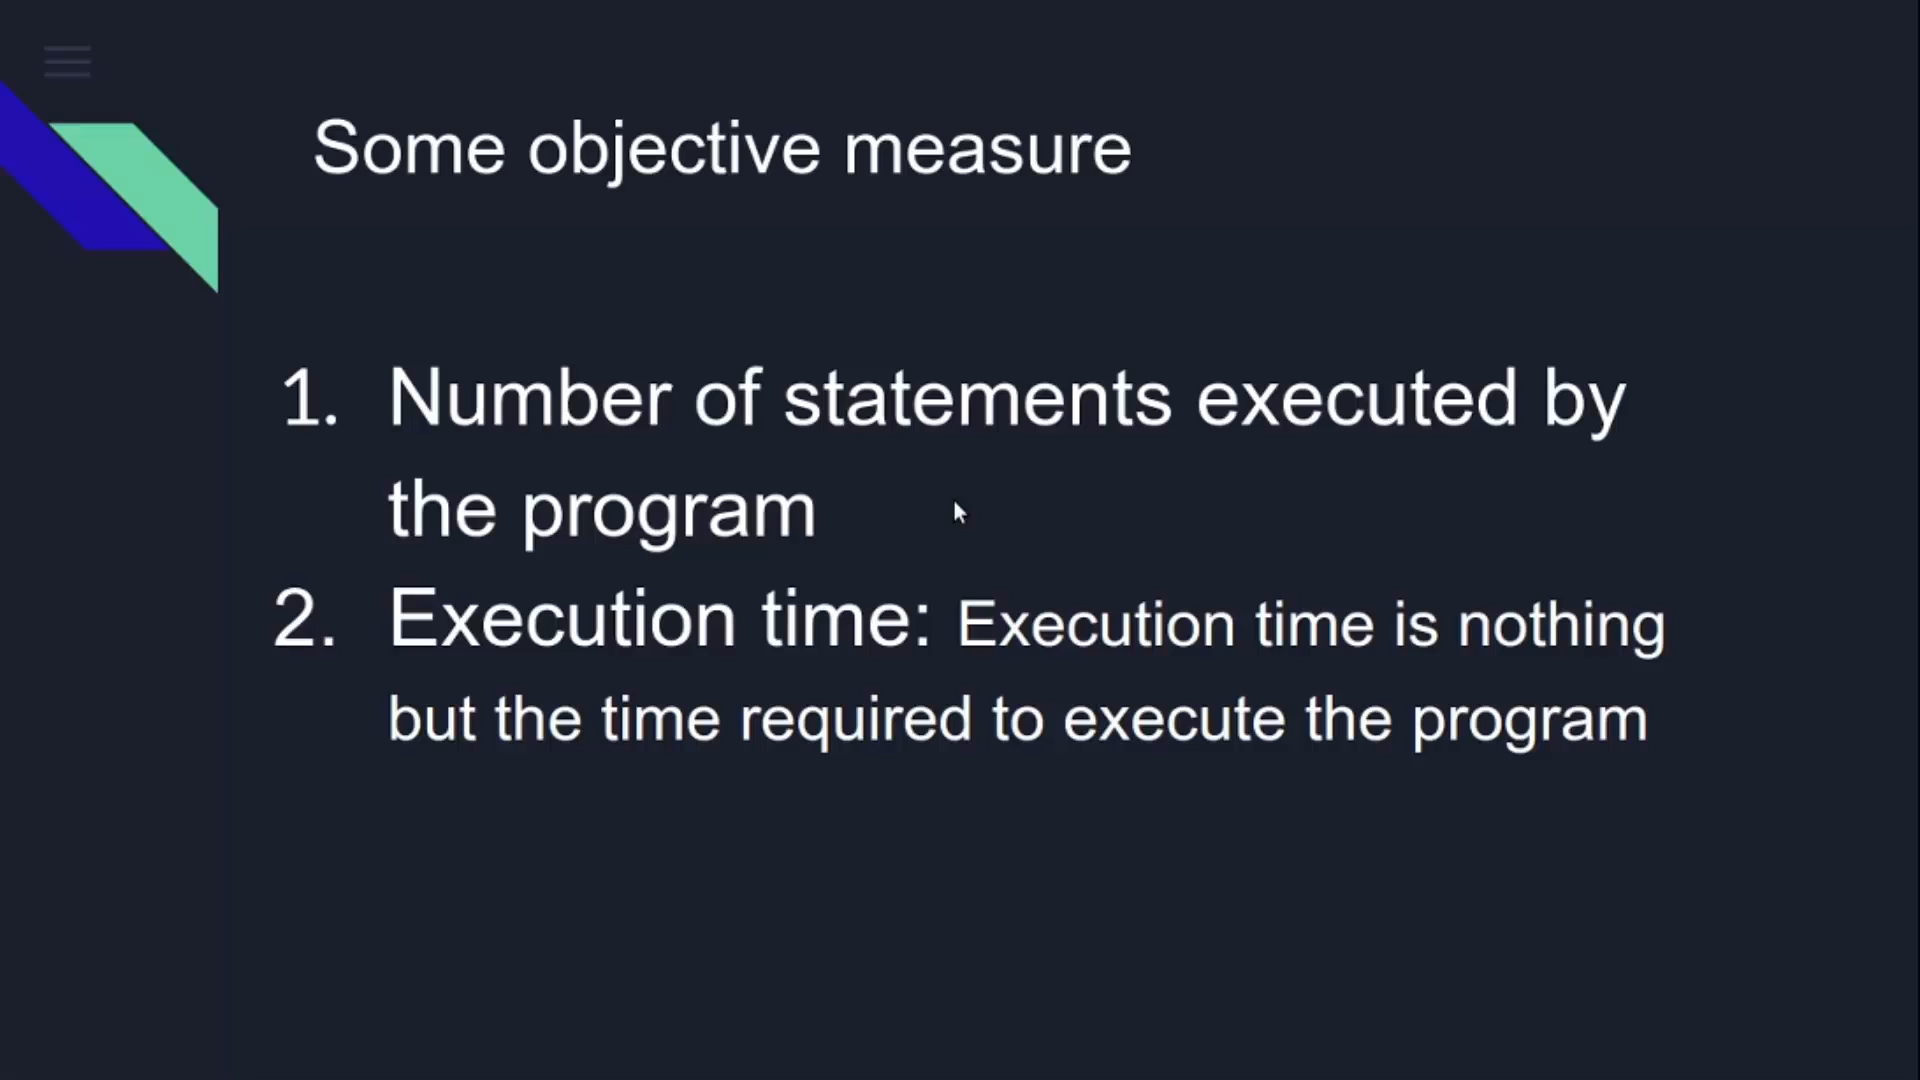 Some objective measure
1. Number of statements executed by
the program
2. Execution time: Execution time is nothing
but the time required to execute the program